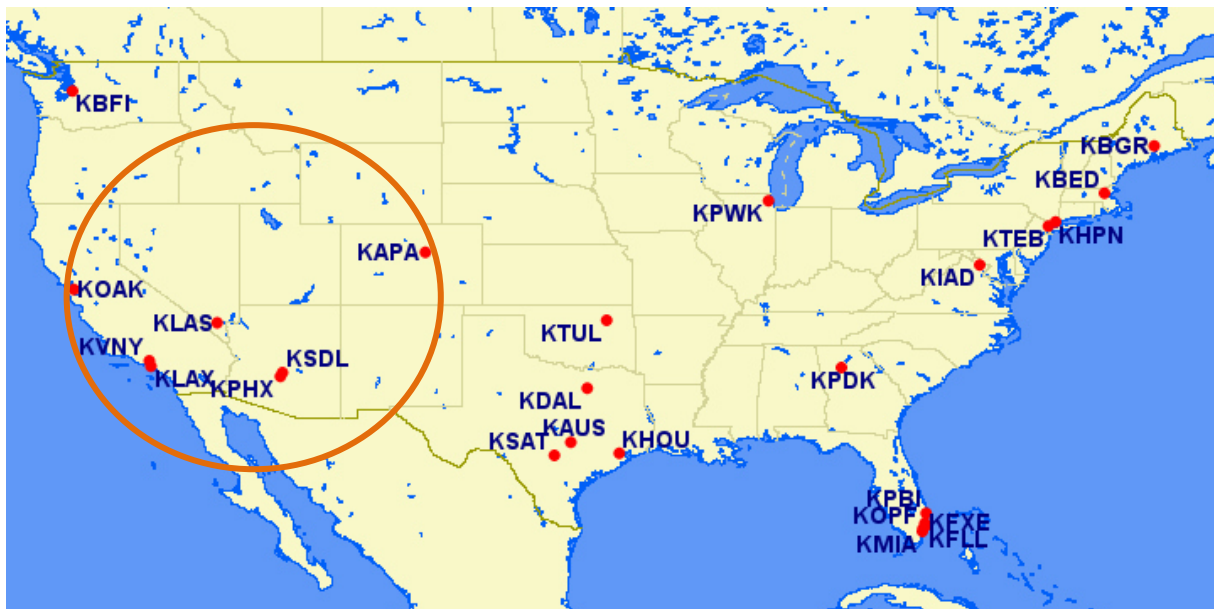 KBFI
KBGR
KBED
KPWK
KTEB
KHPN
KAPA
KIAD
KOAK
KLAS
KTUL
KVNY
KSDL
KLAX
KPHX
KPDK
KDAL
KAUS
KSAT
KHOU
KPBI
KOPF
KFXE
KMIA
KFLL